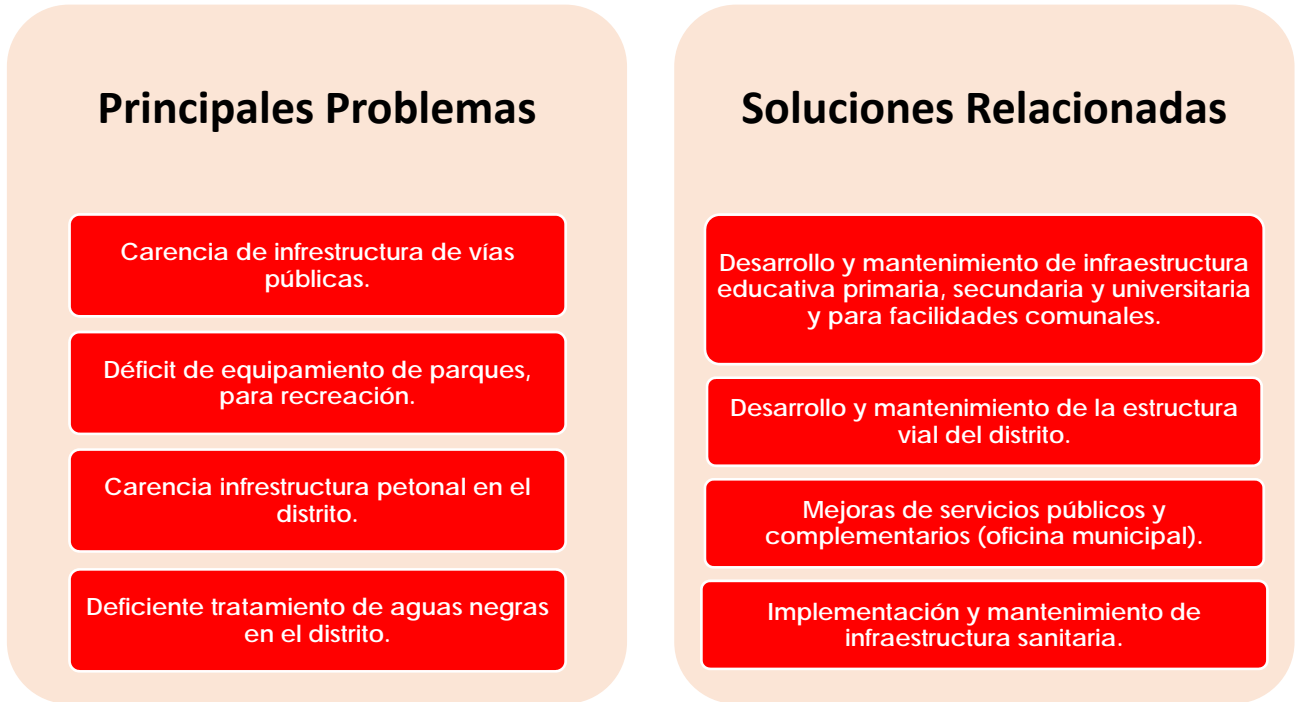 Principales Problemas
Carencia de infrestructura de vías
públicas.
Déficit de equipamiento de parques,
para recreación.
Carencia infrestructura petonal en el
distrito.
Deficiente tratamiento de aguas negras
en el distrito.
Soluciones Relacionadas
Desarrollo y mantenimiento de infraestructura
educativa primaria, secundaria y universitaria
y para facilidades comunales.
Desarrollo y mantenimiento de la estructura
vial del distrito.
Mejoras de servicios públicos y
complementarios (oficina municipal).
Implementación y mantenimiento de
infraestructura sanitaria.